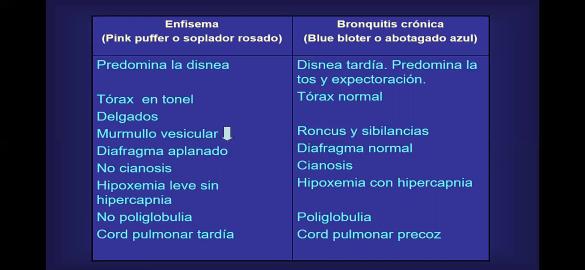 Enfisema
(Pink puffer o soplador rosado)
Bronquitis crónica
(Blue bloter o abotagado azul)
Predomina la disnea
Disnea tardía. Predomina la
tos y expectoración.
Tórax en tonel
Tórax normal
Delgados
Murmullo vesicular
Roncus y sibilancias
Diafragma aplanado
Diafragma normal
No cianosis
Cianosis
Hipoxemia leve sin
hipercapnia
Hipoxemia con hipercapnia
No poliglobulia
Poliglobulia
Cord pulmonar tardía
Cord pulmonar precoz